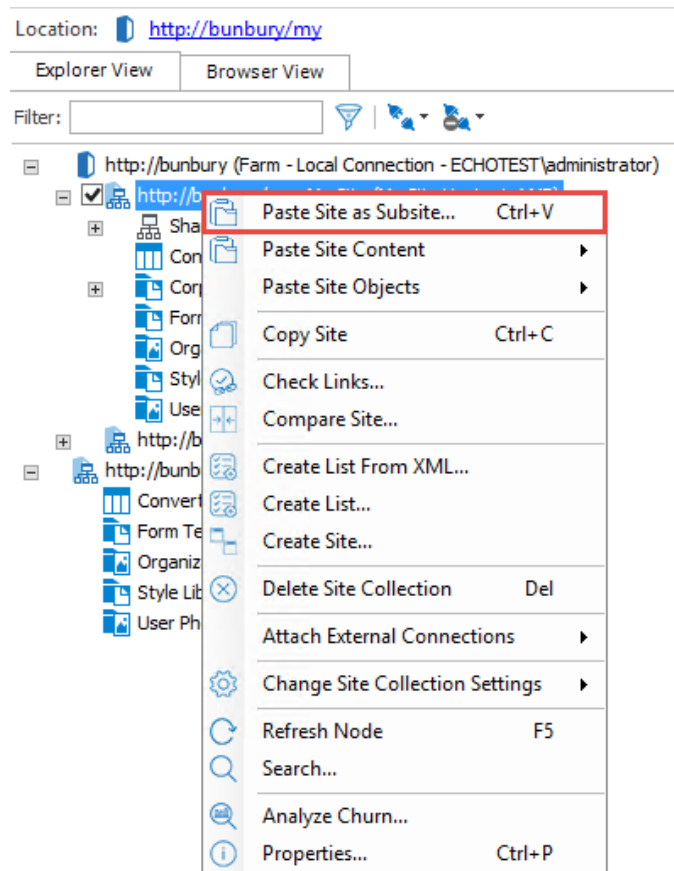 Location: http://bunbury/my
Explorer View Browser View
Filter:
http://bunbury (Farm - Local Connection - ECHOTEST\administrator)
http://b
Paste Site as Subsite... Ctrl+V
Sha
Con
Paste Site Content
Corp
Paste Site Objects
Form
Copy Site Ctrl+C
Org
Styl
Check Links...
User
Compare Site...
http://b
Create List From XML...
http://bunb
Convert
Create List...
Form Te
Create Site...
Organiz
Delete Site Collection Del
Style Lib
User Ph
Attach External Connections
Change Site Collection Settings
Refresh Node F5
Search...
Analyze Churn...
Properties... Ctrl+P